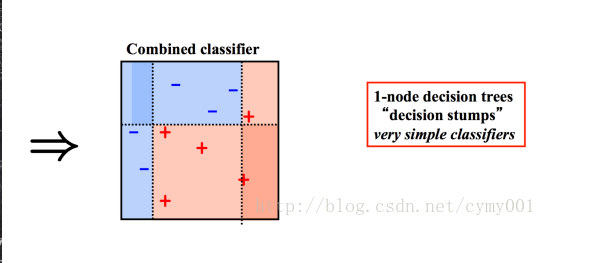 Combined classifier
1-node decision trees
“decision stumps”
very simple classifiers
http://blog.csdn.net/cymy001